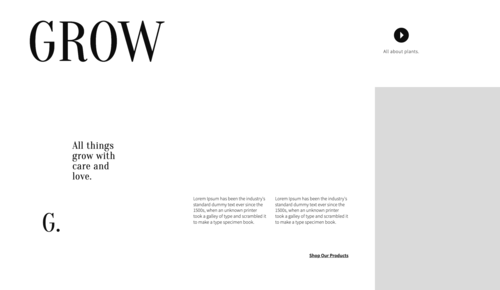 GROW
All about plants.
All things
grow with
care and
love.
Lorem Ipsum has been the industry's
standard dummy text ever since the
1500s, when an unknown printer
took a galley of type and scrambled it
to make a type specimen book.
Lorem Ipsum has been the industry's
standard dummy text ever since the
1500s, when an unknown printer
took a galley of type and scrambled it
to make a type specimen book.
G.
Shop Our Products